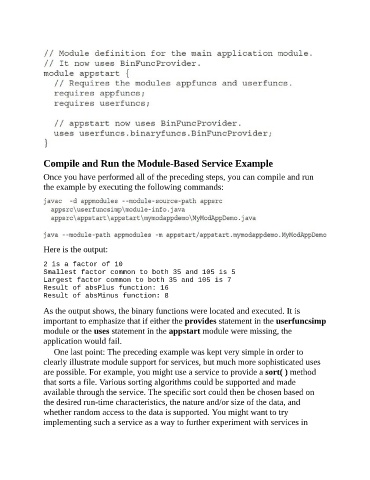 // Module definition for the main application module.
// It now uses BinFuncProvider.
module appstart {
// Requires the modules appfuncs and userfuncs.
requires appfuncs;
requires userfuncs;
// appstart now uses BinFuncProvider.
uses userfuncs.binaryfuncs.BinFuncProvider;
}
Compile and Run the Module-Based Service Example
Once you have performed all of the preceding steps, you can compile and run
the example by executing the following commands:
javac -d appmodules --module-source-path appsrc
appsrc\userfuncsimp\module-info.java
appsrc\appstart\appstart\mymodappdemo\MyModAppDemo.java
java --module-path appmodules -m appstart/appstart.mymodappdemo.MyModAppDemo
Here is the output:
2 is a factor of 10
Smallest factor common to both 35 and 105 is 5
Largest factor common to both 35 and 105 is 7
Result of absPlus function: 16
Result of absMinus function: 8
As the output shows, the binary functions were located and executed. It is
important to emphasize that if either the provides statement in the userfuncsimp
module or the uses statement in the appstart module were missing, the
application would fail.
One last point: The preceding example was kept very simple in order to
clearly illustrate module support for services, but much more sophisticated uses
are possible. For example, you might use a service to provide a sort( ) method
that sorts a file. Various sorting algorithms could be supported and made
available through the service. The specific sort could then be chosen based on
the desired run-time characteristics, the nature and/or size of the data, and
whether random access to the data is supported. You might want to try
implementing such a service as a way to further experiment with services in